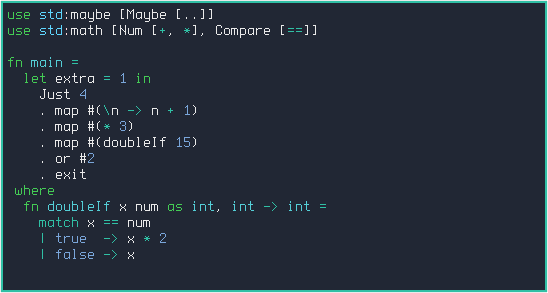 use std:maybe [Maybe [..]]
use std:math [Num [+, *], Compare [==]]
fn main =
let extra = 1 in
Just 4
. map #(\n -> n + 1)
. map #(* 3)
. map #(doubleIf 15)
. or #2
. exit
where
fn doubleIf x num as int, int -> int =
match x == num
| true -> x * 2
| false -> x